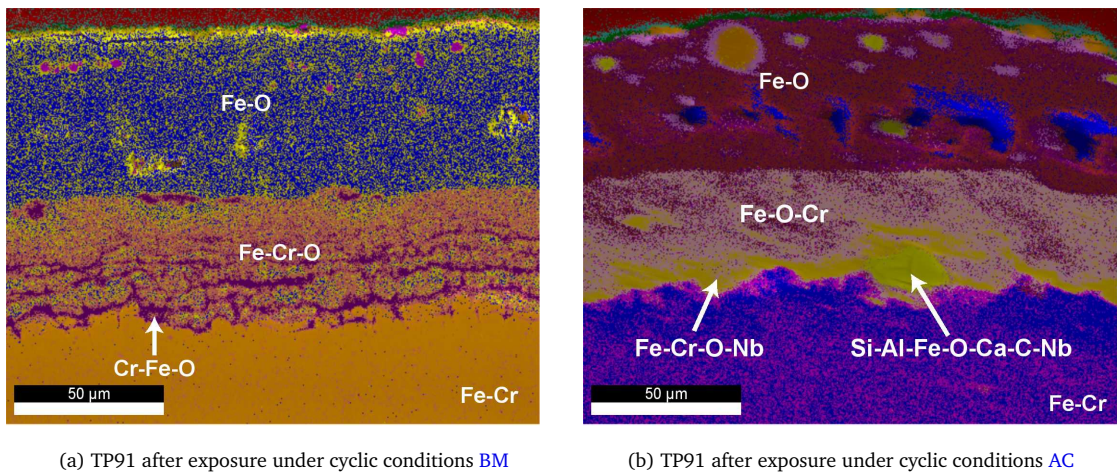 Fe-O
Fe-Cr-O
Cr-Fe-O
50 µm
Fe-Cr
(a) TP91 after exposure under cyclic conditions BM
Fe-O
Fe-O-Cr
Fe-Cr-O-Nb
Si-Al-Fe-O-Ca-C-Nb
50 µm
Fe-Cr
(b) TP91 after exposure under cyclic conditions AC